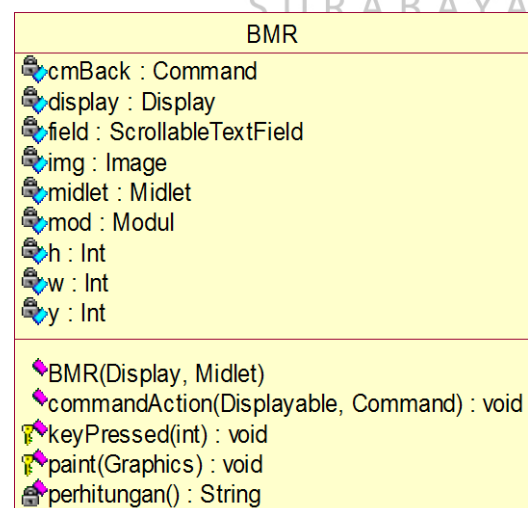 SURABAYA
BMR
cmBack : Command
display : Display
field : ScrollableTextField
img : Image
midlet : Midlet
mod : Modul
h : Int
w : Int
y : Int
BMR(Display, Midlet)
commandAction(Displayable, Command) : void
keyPressed(int) : void
paint(Graphics) : void
perhitungan() : String